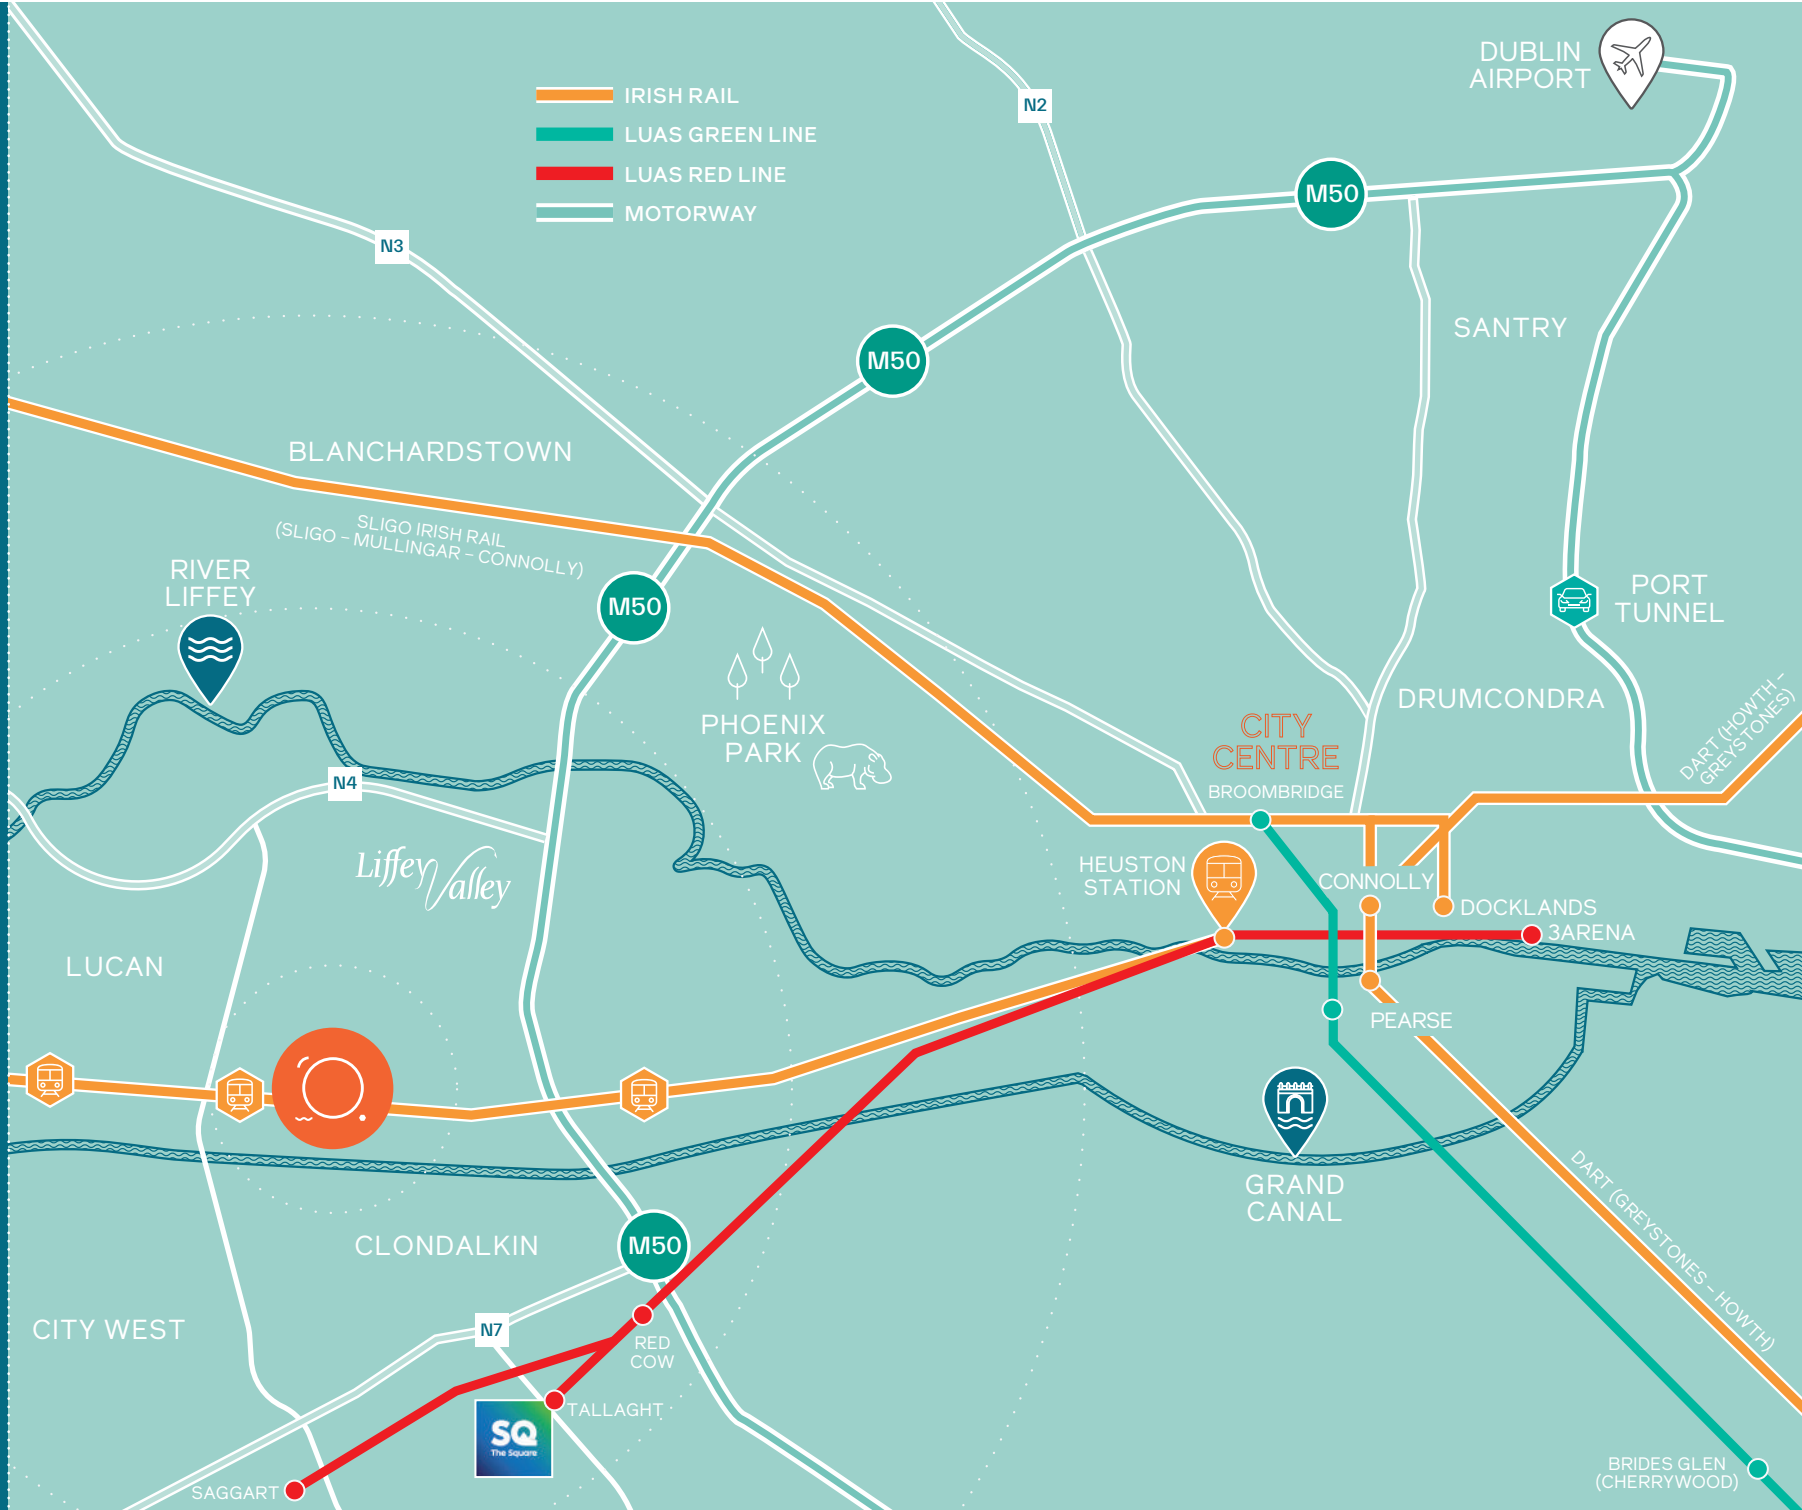 DUBLIN
AIRPORT
IRISH RAIL
LUAS GREEN LINE
LUAS RED LINE
MOTORWAY
N2
M50
N3
SANTRY
M50
BLANCHARDSTOWN
SLIGO IRISH RAIL
(SLIGO – MULLINGAR – CONNOLLY)
RIVER
LIFFEY
M50
PORT
TUNNEL
PHOENIX
PARK
DRUMCONDRA
CITY
CENTRE
BROOMBRIDGE
DART (HOWTH –
GREYSTONES)
N4
Liffey Valley
HEUSTON
STATION
CONNOLLY
DOCKLANDS
3ARENA
LUCAN
PEARSE
GRAND
CANAL
DART (GREYSTONES – HOWTH)
CLONDALKIN
M50
CITY WEST
N7
RED
COW
TALLAGHT
SQ
The Square
SAGGART
BRIDES GLEN
(CHERRYWOOD)